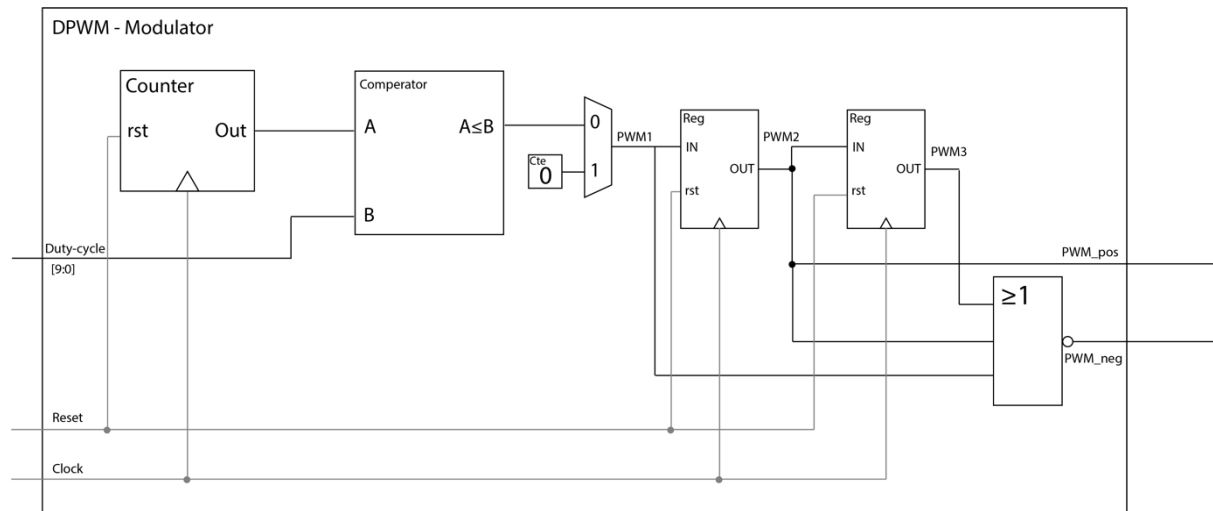 DPWM - Modulator
Counter
rst
Out
Comperator
A
A≤B
B
0
1
Cte
0
PWM1
Reg
IN
OUT
rst
PWM2
Reg
IN
OUT
rst
PWM3
Duty-cycle
[9:0]
PWM_pos
≥1
PWM_neg
Reset
Clock